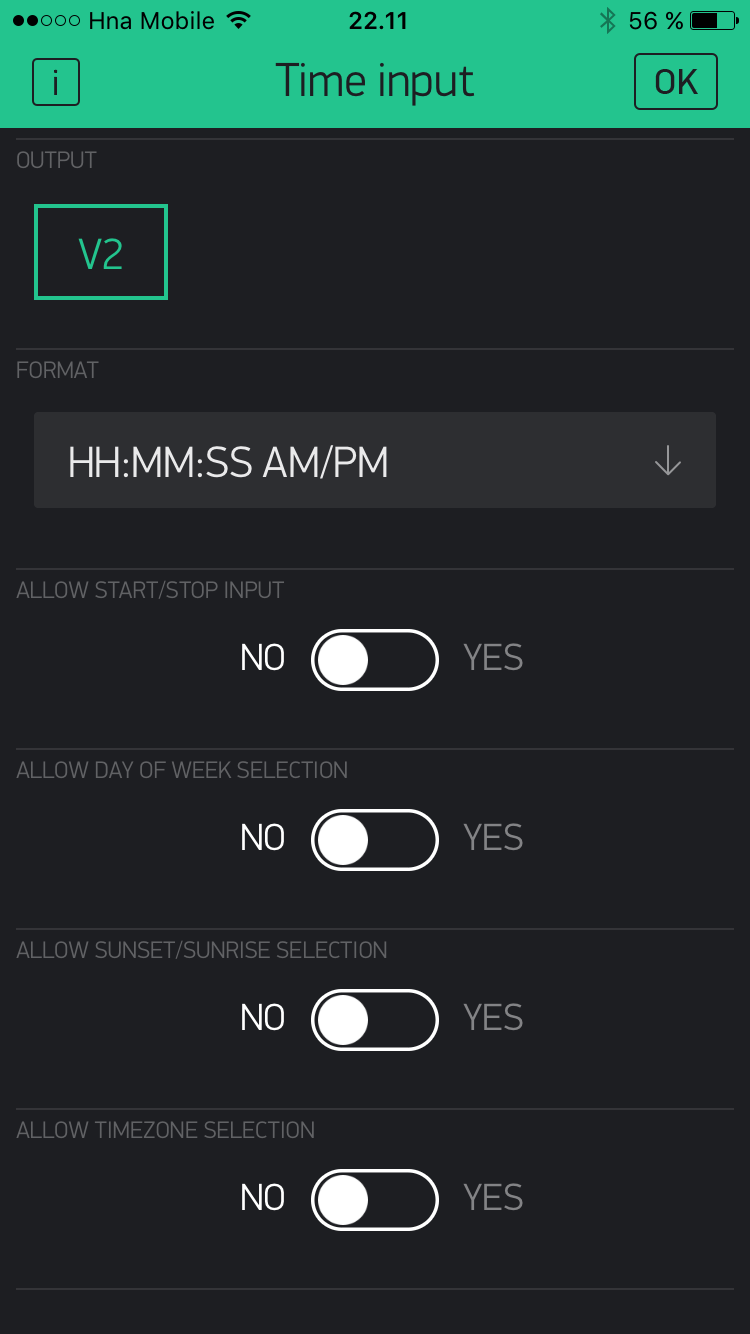 Hna Mobile 22.11 56 %
i Time input OK
OUTPUT
V2
FORMAT
HH:MM:SS AM/PM
ALLOW START/STOP INPUT
NO YES
ALLOW DAY OF WEEK SELECTION
NO YES
ALLOW SUNSET/SUNRISE SELECTION
NO YES
ALLOW TIMEZONE SELECTION
NO YES